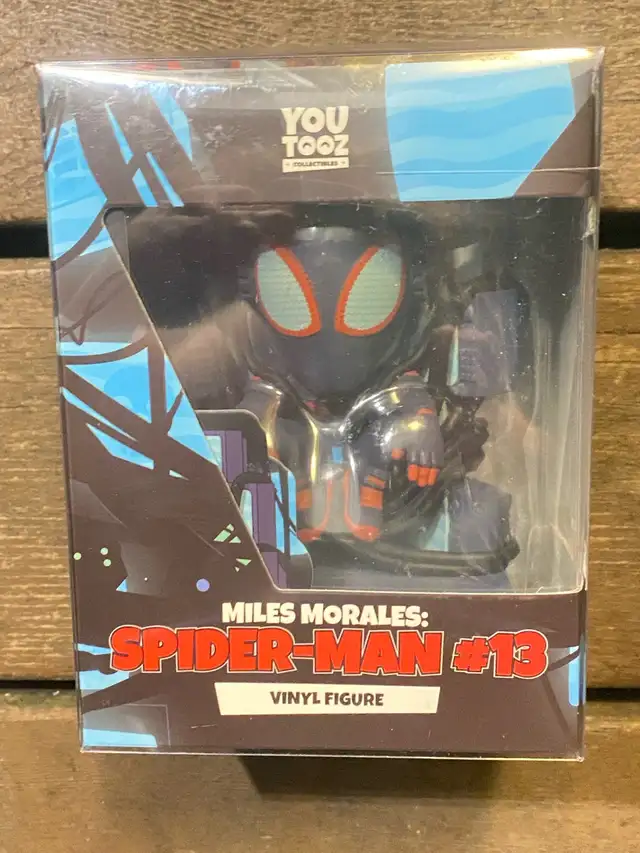 YOU
TOOZ
COLLECTIBLES
MILES MORALES:
SPIDER-MAN #13
VINYL FIGURE